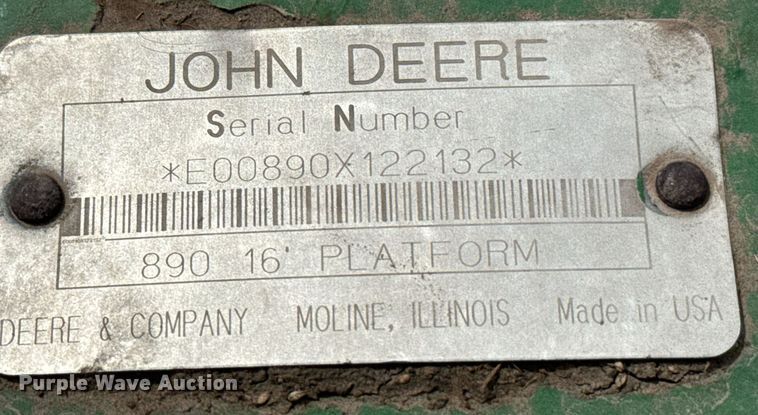 JOHN DEERE
Serial Number
*E00890X122132*
890 16' PLATFORM
DEERE & COMPANY MOLINE, ILLINOIS Made in USA
Purple Wave Auction